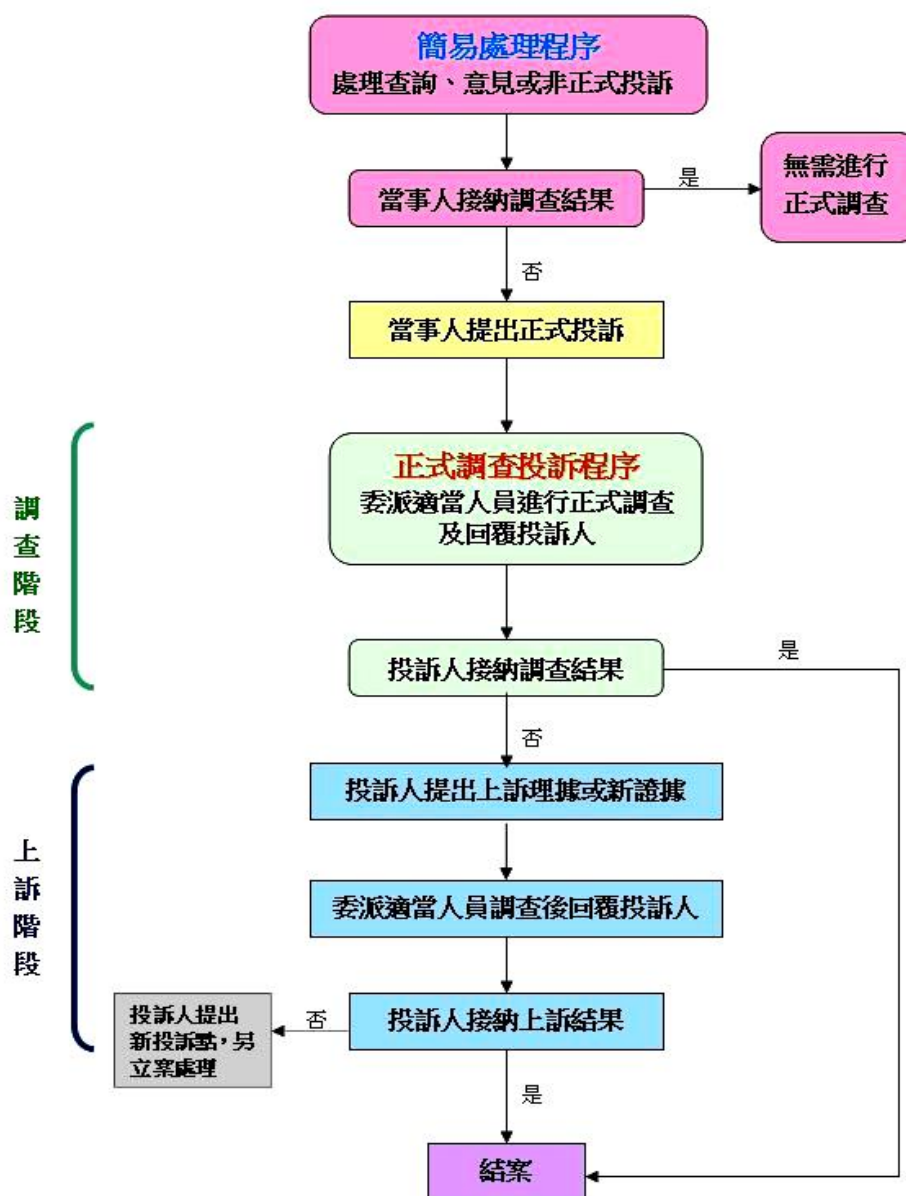 簡易處理程序
處理查詢、意見或非正式投訴
當事人接納調查結果
是
無需進行
正式調查
否
當事人提出正式投訴
調查階段
正式調查投訴程序
委派適當人員進行正式調查
及回覆投訴人
投訴人接納調查結果
是
否
上訴階段
投訴人提出上訴理據或新證據
委派適當人員調查後回覆投訴人
投訴人接納上訴結果
否
投訴人提出
新投訴點，另
立案處理
是
結案